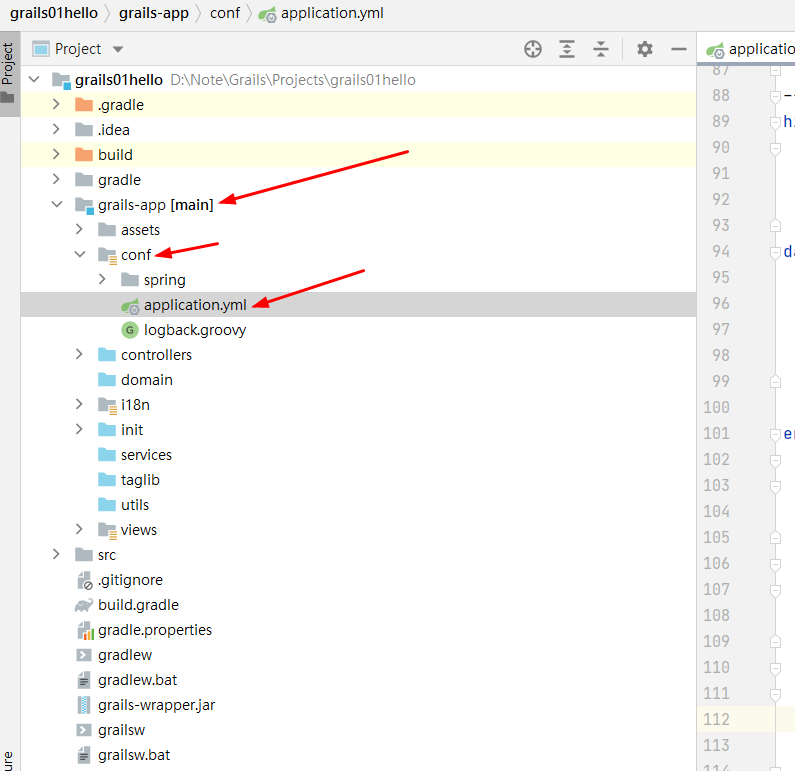 grails01hello grails-app conf application.yml
Project
Project
grails01hello D:\Note\Grails\Projects\grails01hello
.gradle
.idea
build
gradle
grails-app [main]
assets
conf
spring
application.yml
G logback.groovy
controllers
domain
i18n
init
services
taglib
utils
views
src
.gitignore
build.gradle
gradle.properties
gradlew
gradlew.bat
grails-wrapper.jar
grailsw
grailsw.bat
applicatio
87
88
89
90
91
92
93
94
95
96
97
98
99
100
101
102
103
104
105
106
107
108
109
110
111
112
113
114